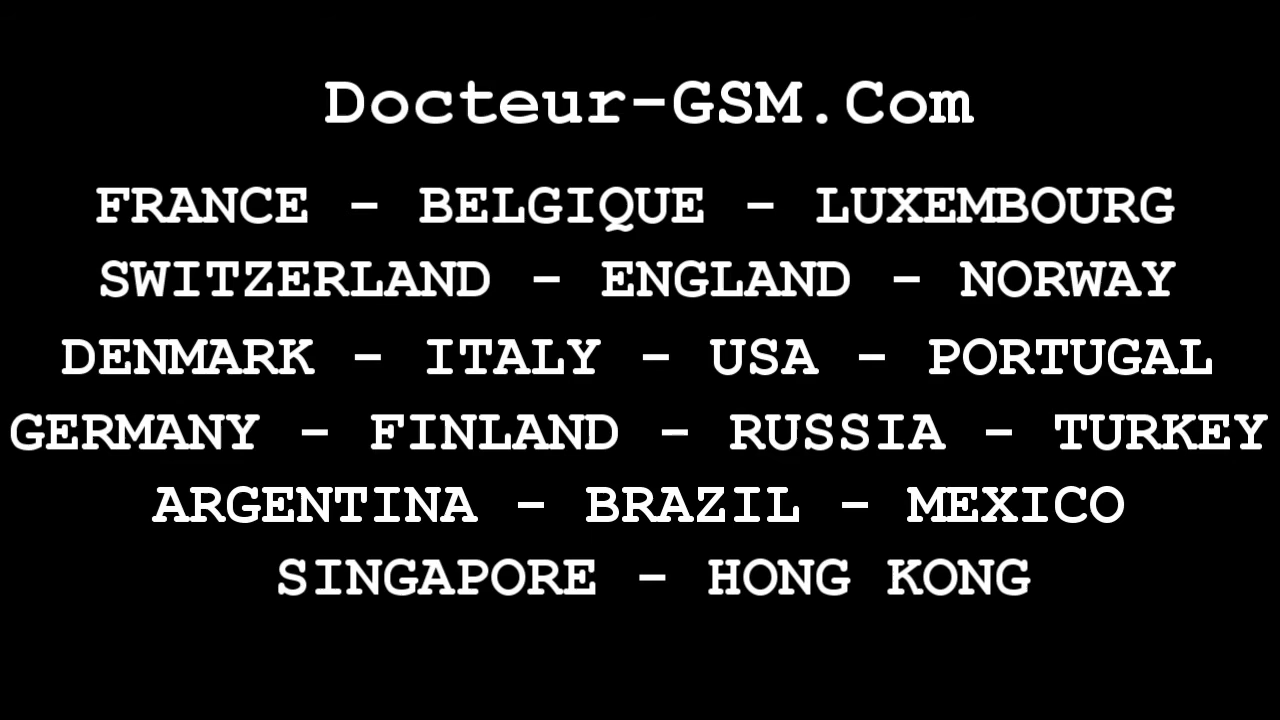 Docteur-GSM.Com
FRANCE - BELGIQUE - LUXEMBOURG
SWITZERLAND - ENGLAND - NORWAY
DENMARK - ITALY - USA - PORTUGAL
GERMANY - FINLAND - RUSSIA - TURKEY
ARGENTINA - BRAZIL - MEXICO
SINGAPORE - HONG KONG